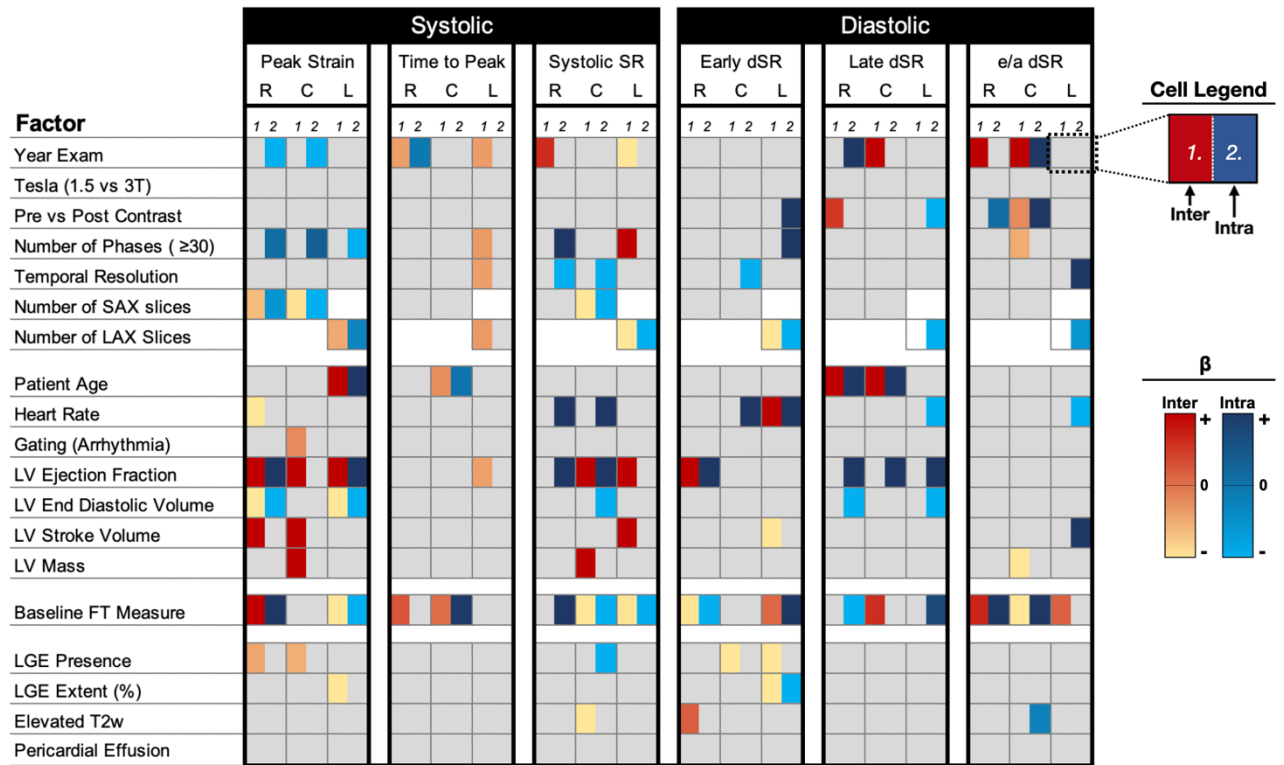 Systolic Diastolic
Peak Strain Time to Peak Systolic SR Early dSR Late dSR e/a dSR
R C L R C L R C L R C L R C L R C L
Factor 1 2 1 2 1 2 1 2 1 2 1 2 1 2 1 2 1 2 1 2 1 2 1 2 1 2 1 2 1 2 1 2 1 2 1 2
Year Exam
Tesla (1.5 vs 3T)
Pre vs Post Contrast
Number of Phases ( ≥30)
Temporal Resolution
Number of SAX slices
Number of LAX Slices
Patient Age
Heart Rate
Gating (Arrhythmia)
LV Ejection Fraction
LV End Diastolic Volume
LV Stroke Volume
LV Mass
Baseline FT Measure
LGE Presence
LGE Extent (%)
Elevated T2w
Pericardial Effusion
Cell Legend
1. 2.
Inter
Intra
β
Inter Intra
+ +
0 0
- -